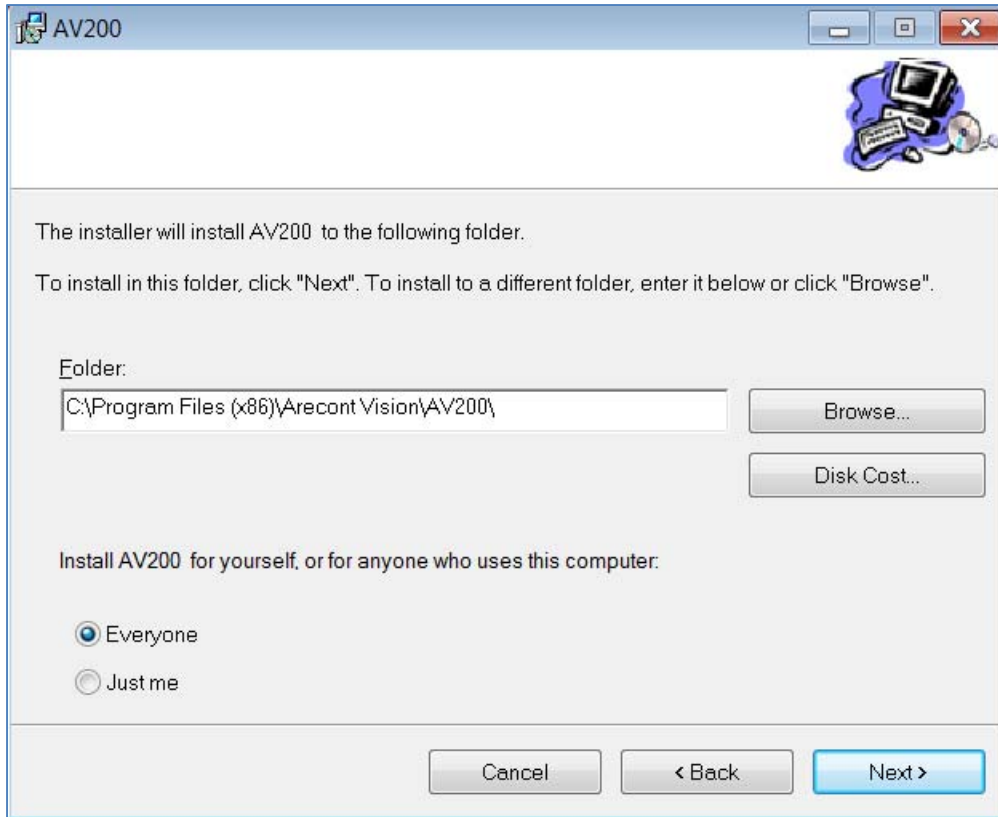 AV200
The installer will install AV200 to the following folder.
To install in this folder, click "Next". To install to a different folder, enter it below or click "Browse".
Folder:
C:\Program Files (x86)\Arecont Vision\AV200\
Browse...
Disk Cost...
Install AV200 for yourself, or for anyone who uses this computer:
Everyone
Just me
Cancel
< Back
Next >